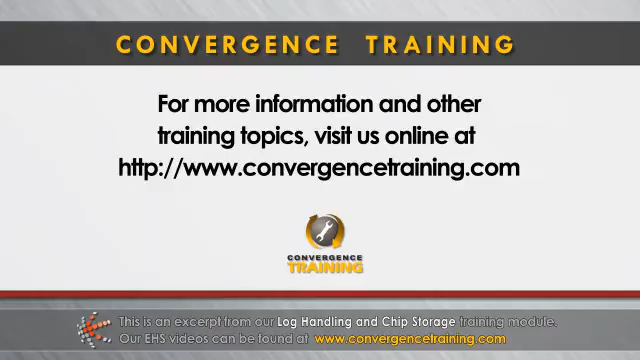 CONVERGENCE TRAINING
For more information and other
training topics, visit us online at
http://www.convergencetraining.com
CONVERGENCE
TRAINING
This is an excerpt from our Log Handling and Chip Storage training module.
Our EHS videos can be found at www.convergencetraining.com